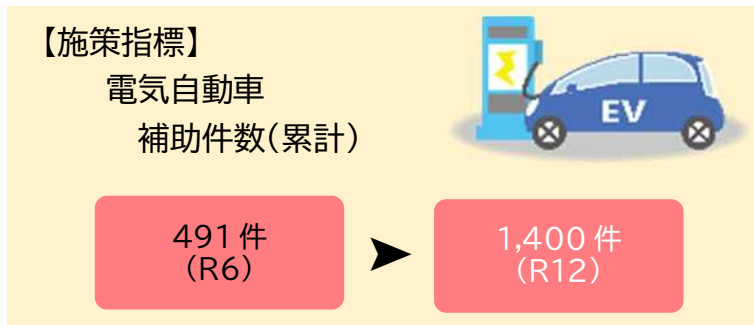 【施策指標】
電気自動車
補助件数(累計)
EV
491件
(R6)
1,400件
(R12)